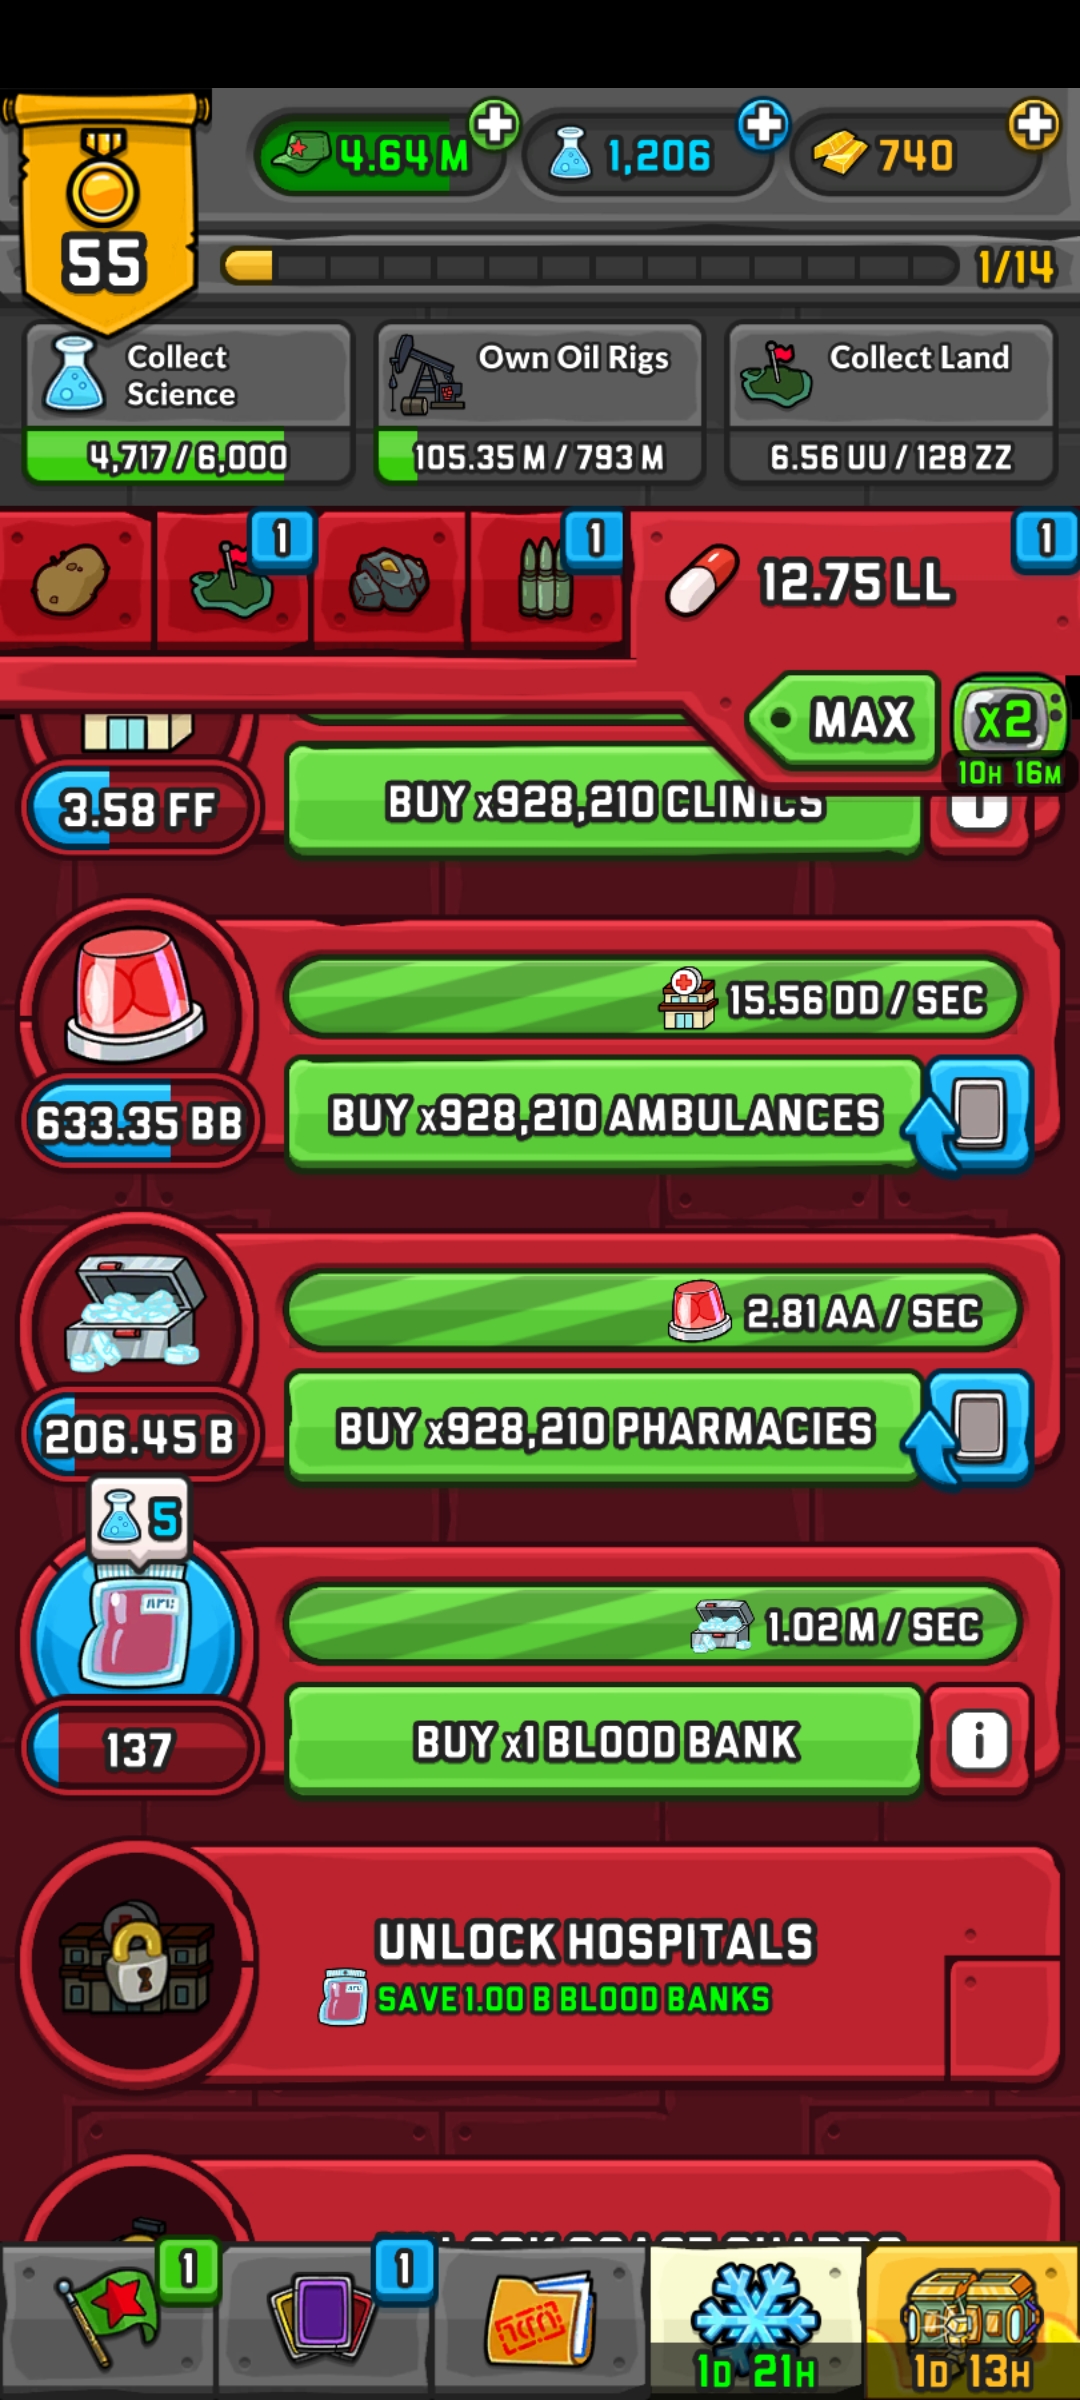 4.64 M
1,206
740
55
1/14
Collect
Science
Own Oil Rigs
Collect Land
4,717 / 6,000
105.35 M / 793 M
6.56 UU / 128 ZZ
1
1
12.75 LL
1
MAX
x2
10H 16M
3.58 FF
BUY x928,210 CLINICS
15.56 DD / SEC
633.35 BB
BUY x928,210 AMBULANCES
2.81 AA / SEC
206.45 B
BUY x928,210 PHARMACIES
5
1.02 M / SEC
137
BUY x1 BLOOD BANK
i
UNLOCK HOSPITALS
SAVE 1.00 B BLOOD BANKS
1
1
1D 21H
1D 13H